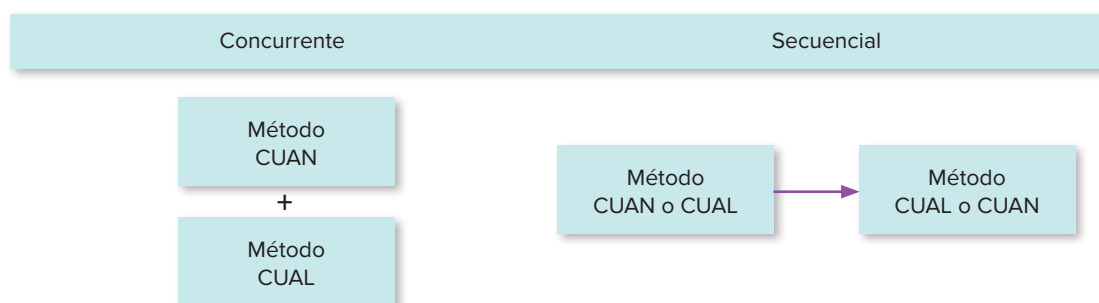 Concurrente
Secuencial
Método
CUAN
+
Método
CUAL
Método
CUAN o CUAL
Método
CUAL o CUAN